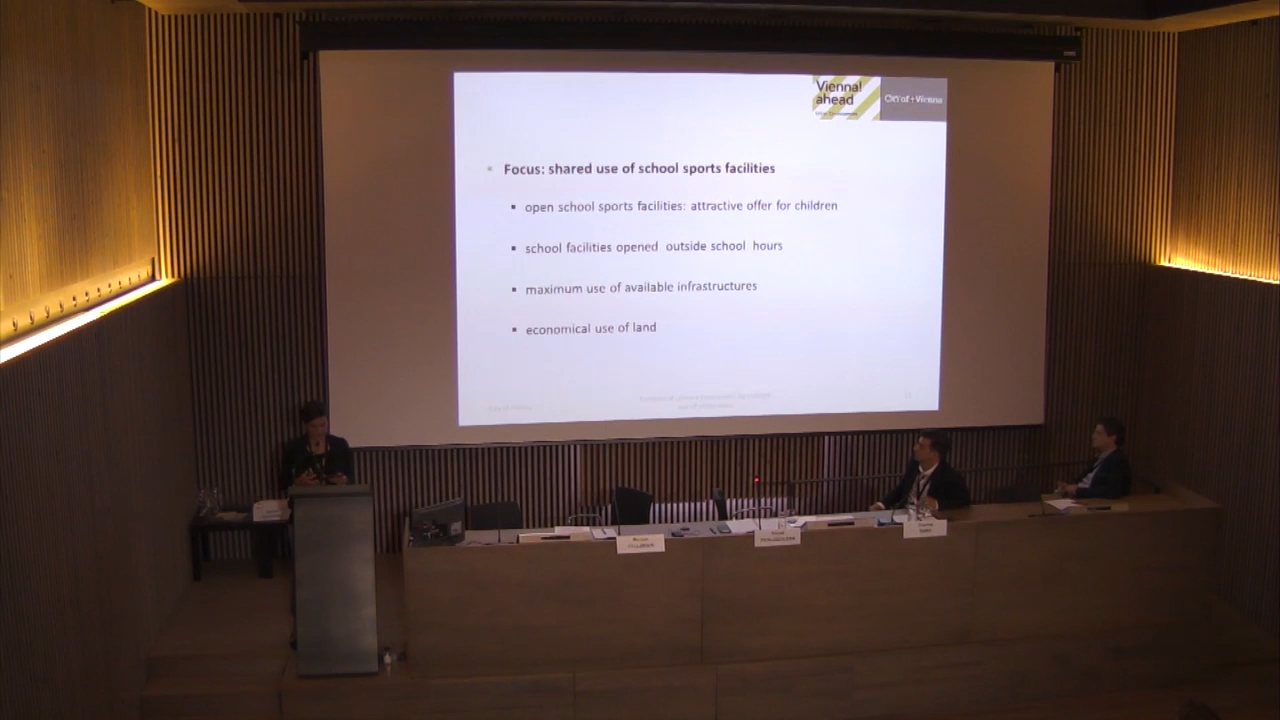 Vienna!
ahead
City of Vienna
Focus: shared use of school sports facilities
open school sports facilities: attractive offer for children
school facilities opened outside school hours
maximum use of available infrastructures
economical use of land